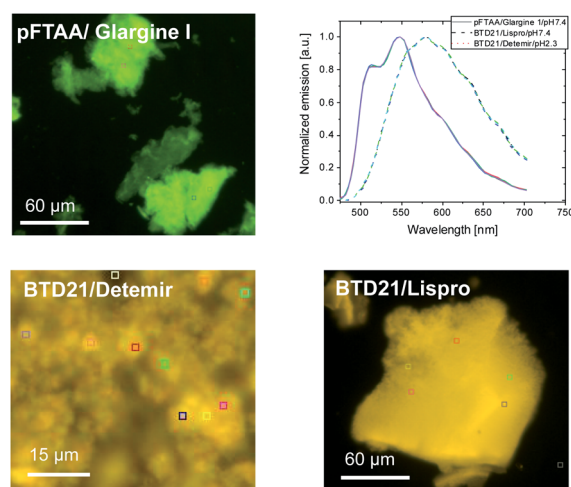 pFTAA/ Glargine I
60 µm
pFTAA/Glargine 1/pH7.4
BTD21/Lispro/pH7.4
BTD21/Detemir/pH2.3
1.0
0.8
0.6
0.4
0.2
0.0
Normalized emission [a.u.]
500
550
600
650
700
750
Wavelength [nm]
BTD21/Detemir
15 µm
BTD21/Lispro
60 µm